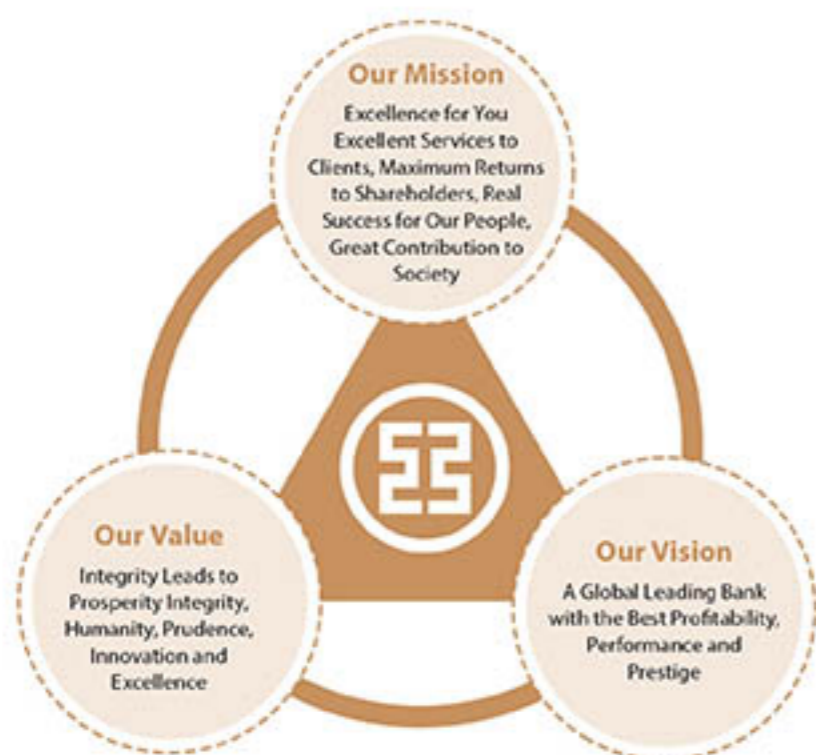 Our Mission
Excellence for You
Excellent Services to
Clients, Maximum Returns
to Shareholders, Real
Success for Our People,
Great Contribution to
Society
Our Value
Integrity Leads to
Prosperity Integrity,
Humanity, Prudence,
Innovation and
Excellence
Our Vision
A Global Leading Bank
with the Best Profitability,
Performance and
Prestige